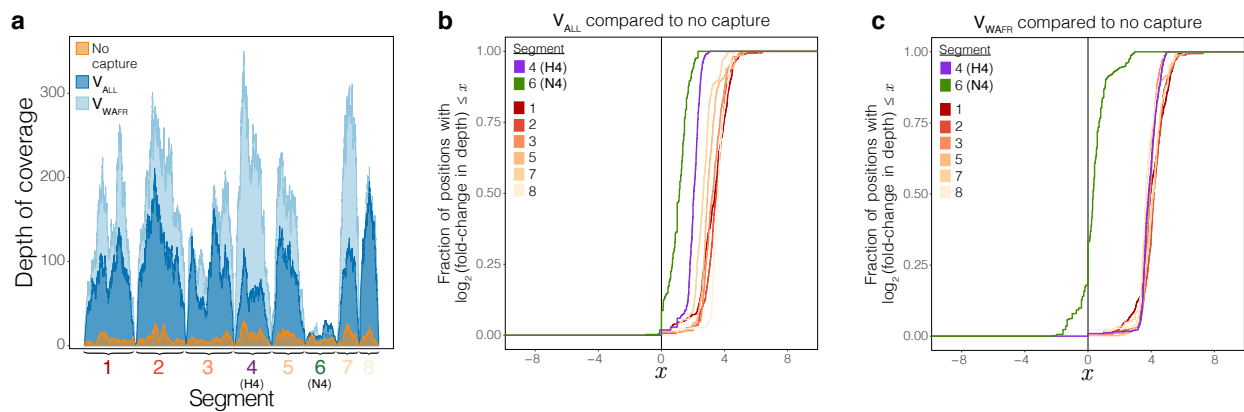 a
No
capture
VALL
VWAFR
Depth of coverage
300
200
100
0
1 2 3 4 5 6 7 8
(H4) (N4)
Segment
b
VALL compared to no capture
Segment
4 (H4)
6 (N4)
1
2
3
5
7
8
Fraction of positions with
log2 (fold-change in depth) ≤ x
1.00
0.75
0.50
0.25
0.00
−8 −4 0 4 8
x
c
VWAFR compared to no capture
Segment
4 (H4)
6 (N4)
1
2
3
5
7
8
Fraction of positions with
log2 (fold-change in depth) ≤ x
1.00
0.75
0.50
0.25
0.00
−8 −4 0 4 8
x